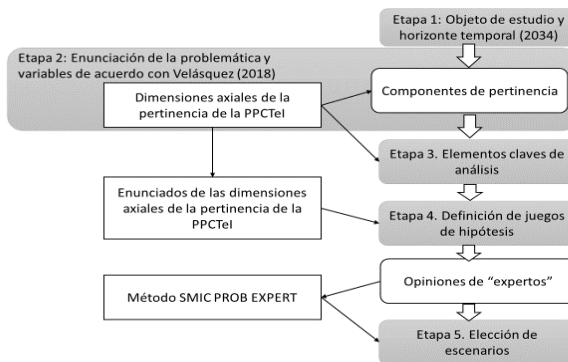 Etapa 1: Objeto de estudio y
horizonte temporal (2034)
Etapa 2: Enunciación de la problemática y
variables de acuerdo con Velásquez (2018)
Dimensiones axiales de la
pertinencia de la PPCTeI
Componentes de pertinencia
Etapa 3. Elementos claves de
análisis
Enunciados de las dimensiones
axiales de la pertinencia de la
PPCTeI
Etapa 4. Definición de juegos
de hipótesis
Opiniones de “expertos”
Método SMIC PROB EXPERT
Etapa 5. Elección de
escenarios